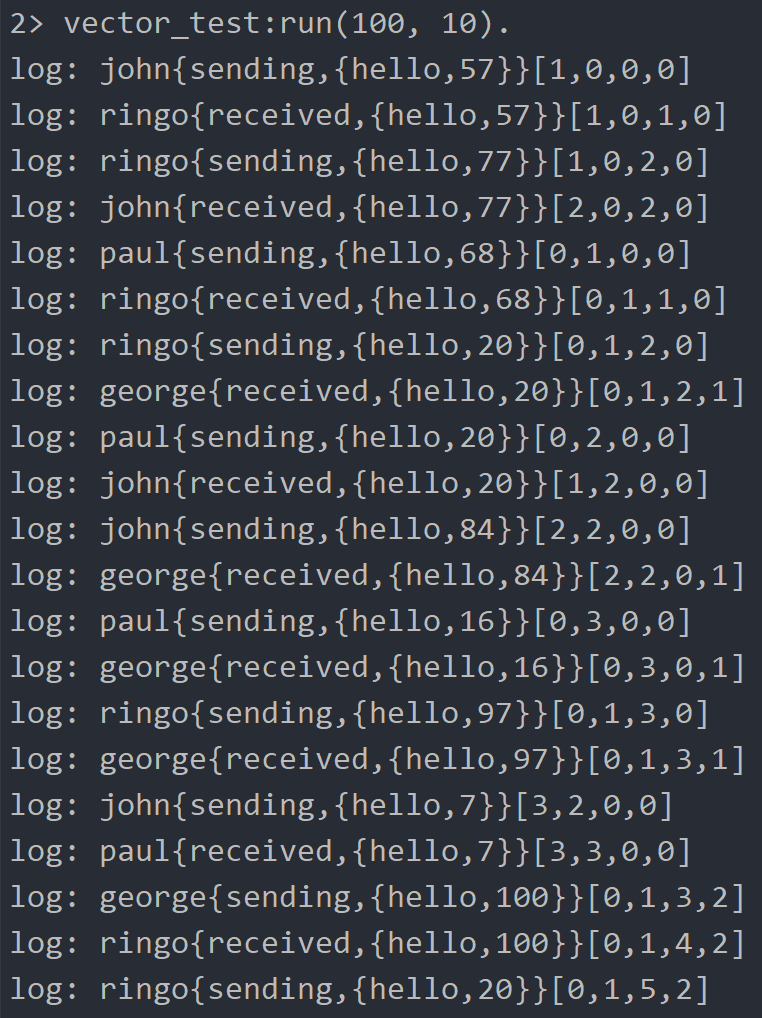 2> vector_test:run(100, 10).
log: john{sending,{hello,57}}[1,0,0,0]
log: ringo{received,{hello,57}}[1,0,1,0]
log: ringo{sending,{hello,77}}[1,0,2,0]
log: john{received,{hello,77}}[2,0,2,0]
log: paul{sending,{hello,68}}[0,1,0,0]
log: ringo{received,{hello,68}}[0,1,1,0]
log: ringo{sending,{hello,20}}[0,1,2,0]
log: george{received,{hello,20}}[0,1,2,1]
log: paul{sending,{hello,20}}[0,2,0,0]
log: john{received,{hello,20}}[1,2,0,0]
log: john{sending,{hello,84}}[2,2,0,0]
log: george{received,{hello,84}}[2,2,0,1]
log: paul{sending,{hello,16}}[0,3,0,0]
log: george{received,{hello,16}}[0,3,0,1]
log: ringo{sending,{hello,97}}[0,1,3,0]
log: george{received,{hello,97}}[0,1,3,1]
log: john{sending,{hello,7}}[3,2,0,0]
log: paul{received,{hello,7}}[3,3,0,0]
log: george{sending,{hello,100}}[0,1,3,2]
log: ringo{received,{hello,100}}[0,1,4,2]
log: ringo{sending,{hello,20}}[0,1,5,2]